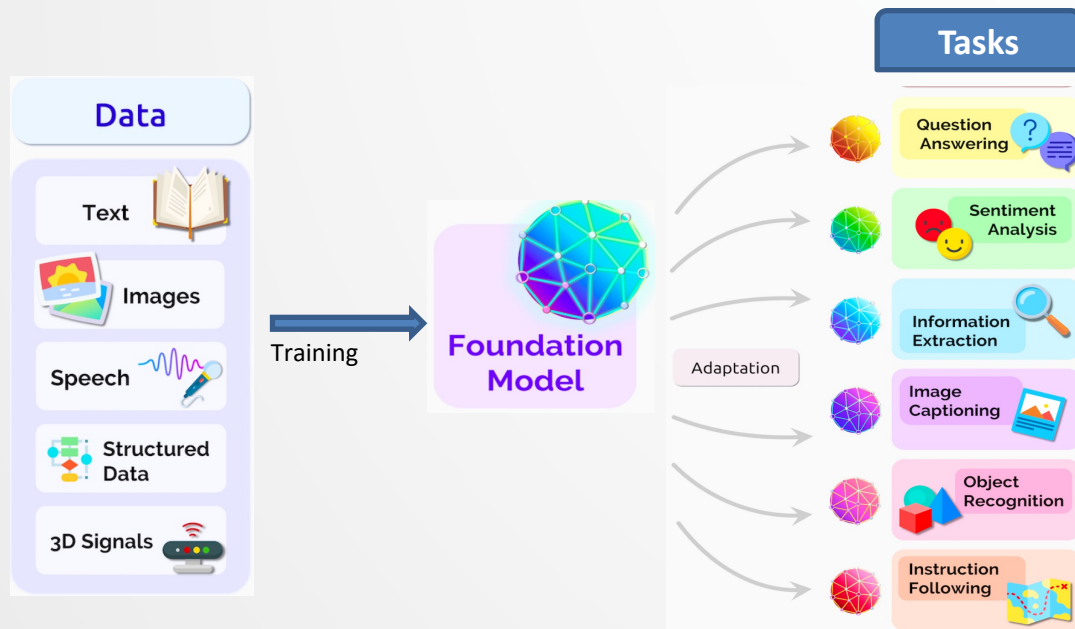 Tasks
Data
Text
Images
Speech
Structured
Data
3D Signals
Training
Foundation
Model
Adaptation
Question
Answering
?
Sentiment
Analysis
Information
Extraction
Image
Captioning
Object
Recognition
Instruction
Following